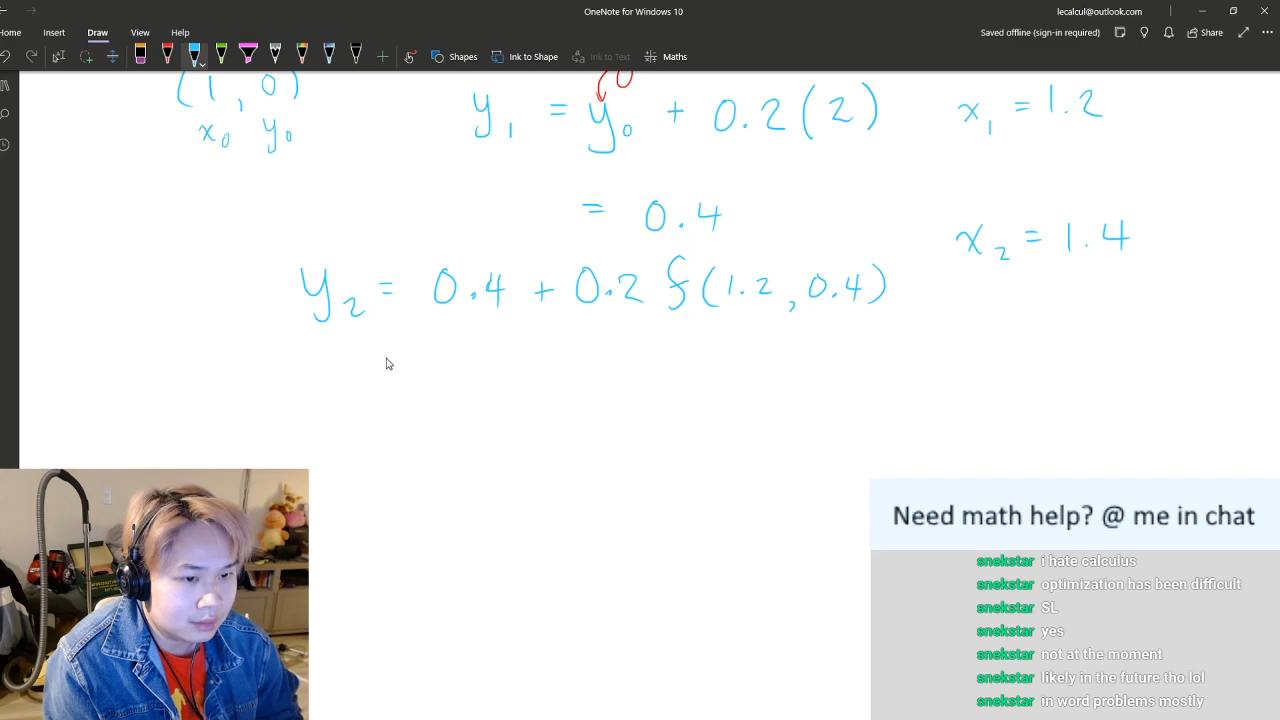 OneNote for Windows 10
lecalcul@outlook.com
Home Insert Draw View Help
Saved offline (sign-in required) Share
Shapes Ink to Shape Ink to Text Maths
(1, 0)
x₀ y₀
0
y₁ = y₀ + 0.2(2)
x₁ = 1.2
= 0.4
x₂ = 1.4
y₂ = 0.4 + 0.2 f(1.2, 0.4)
Need math help? @ me in chat
snekstar i hate calculus
snekstar optimization has been difficult
snekstar SL
snekstar yes
snekstar not at the moment
snekstar likely in the future tho lol
snekstar in word problems mostly